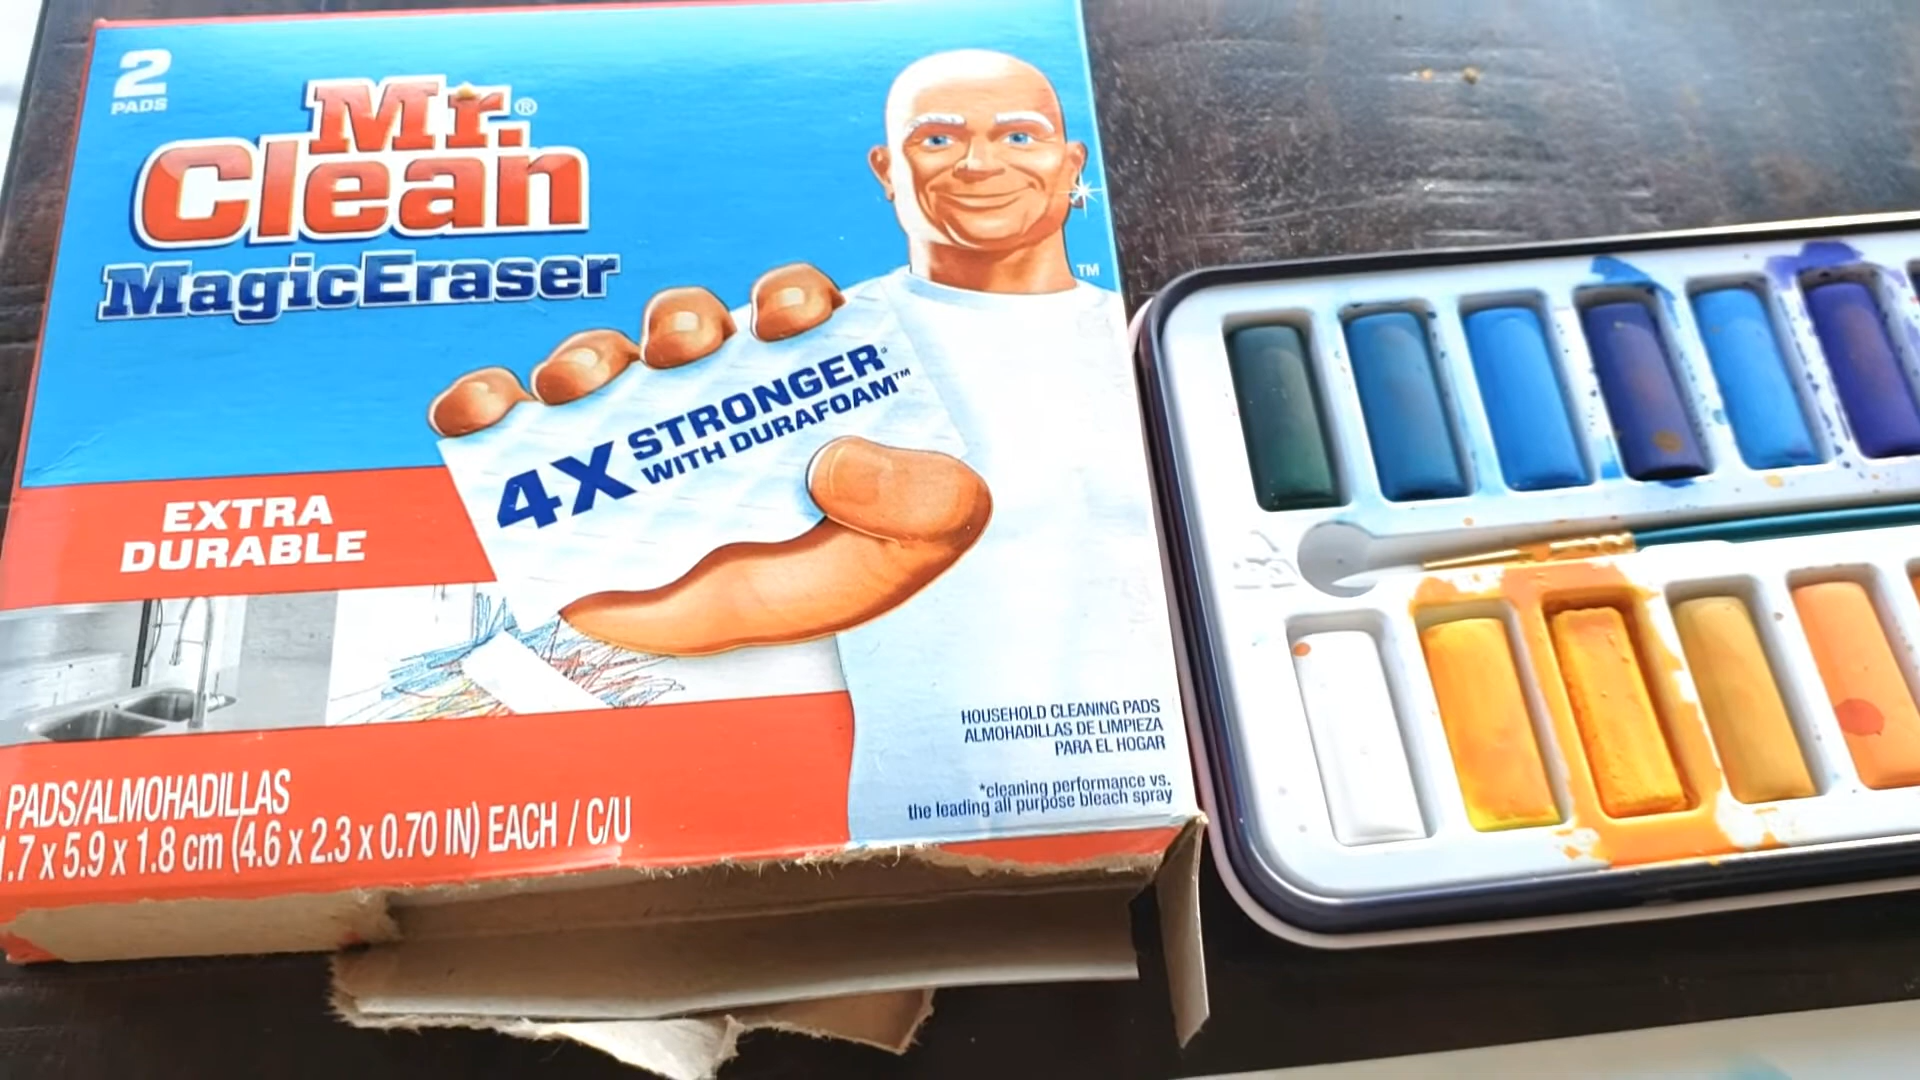 2
PADS
Mr.®
Clean
MagicEraser
4X STRONGER*
WITH DURAFOAM™
TM
EXTRA
DURABLE
HOUSEHOLD CLEANING PADS
ALMOHADILLAS DE LIMPIEZA
PARA EL HOGAR
*cleaning performance vs.
the leading all purpose bleach spray
PADS/ALMOHADILLAS
1.7 x 5.9 x 1.8 cm (4.6 x 2.3 x 0.70 IN) EACH / C/U